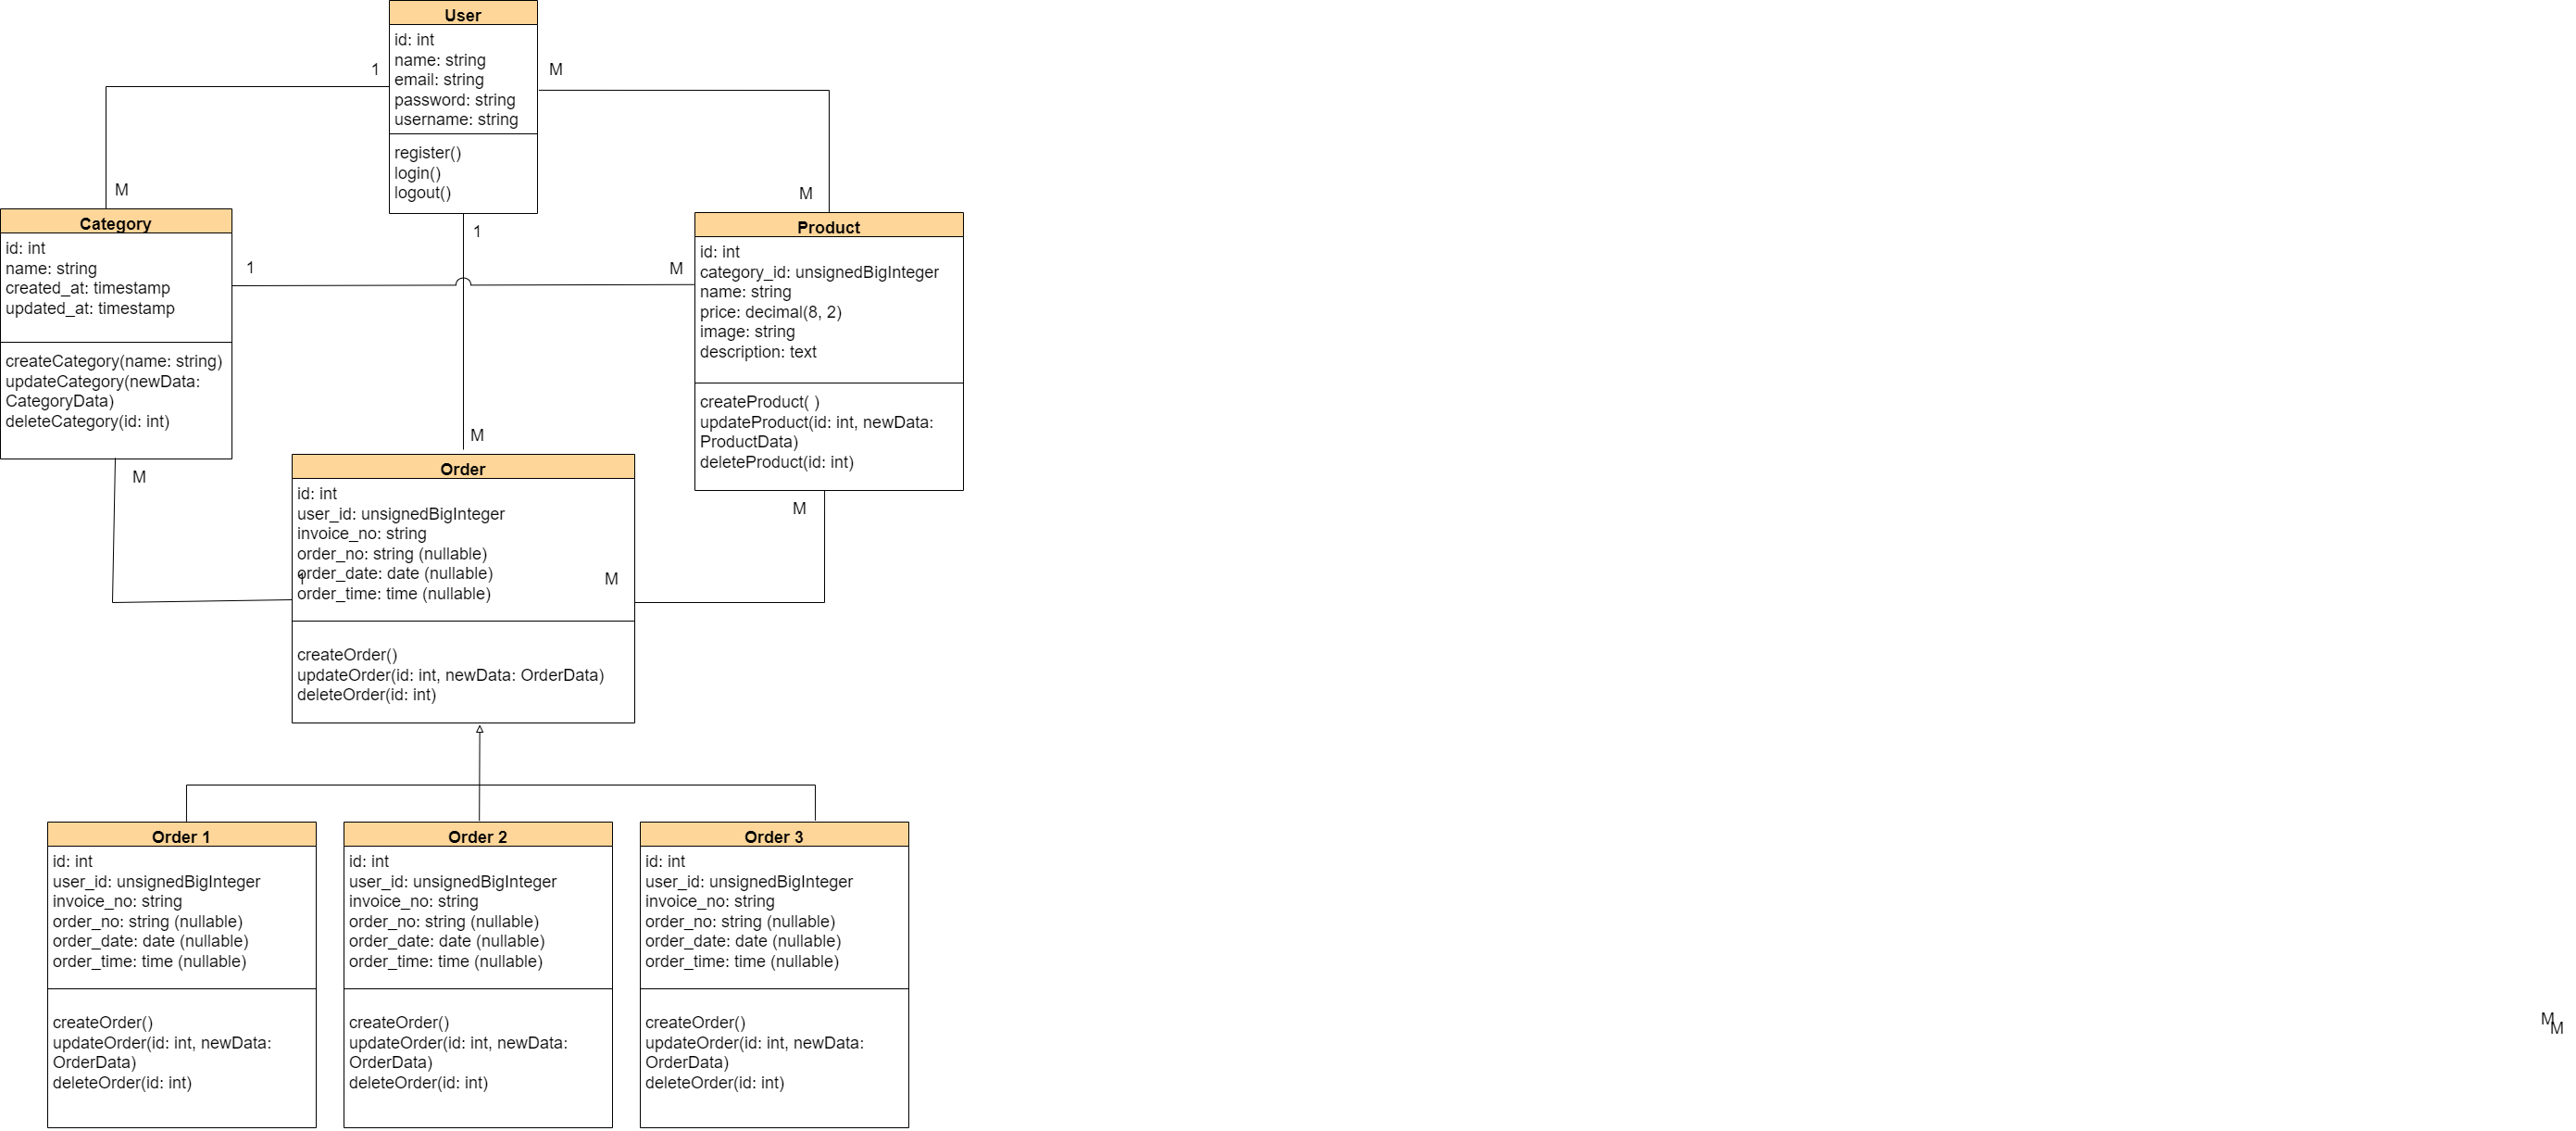 User
id: int
name: string
email: string
password: string
username: string
register()
login()
logout()
1
M
M
M
Category
id: int
name: string
created_at: timestamp
updated_at: timestamp
createCategory(name: string)
updateCategory(newData:
CategoryData)
deleteCategory(id: int)
1
1
M
Product
id: int
category_id: unsignedBigInteger
name: string
price: decimal(8, 2)
image: string
description: text
createProduct( )
updateProduct(id: int, newData:
ProductData)
deleteProduct(id: int)
M
M
M
Order
id: int
user_id: unsignedBigInteger
invoice_no: string
order_no: string (nullable)
order_date: date (nullable)
order_time: time (nullable)
1
M
createOrder()
updateOrder(id: int, newData: OrderData)
deleteOrder(id: int)
Order 1
id: int
user_id: unsignedBigInteger
invoice_no: string
order_no: string (nullable)
order_date: date (nullable)
order_time: time (nullable)
createOrder()
updateOrder(id: int, newData:
OrderData)
deleteOrder(id: int)
Order 2
id: int
user_id: unsignedBigInteger
invoice_no: string
order_no: string (nullable)
order_date: date (nullable)
order_time: time (nullable)
createOrder()
updateOrder(id: int, newData:
OrderData)
deleteOrder(id: int)
Order 3
id: int
user_id: unsignedBigInteger
invoice_no: string
order_no: string (nullable)
order_date: date (nullable)
order_time: time (nullable)
createOrder()
updateOrder(id: int, newData:
OrderData)
deleteOrder(id: int)
M
M